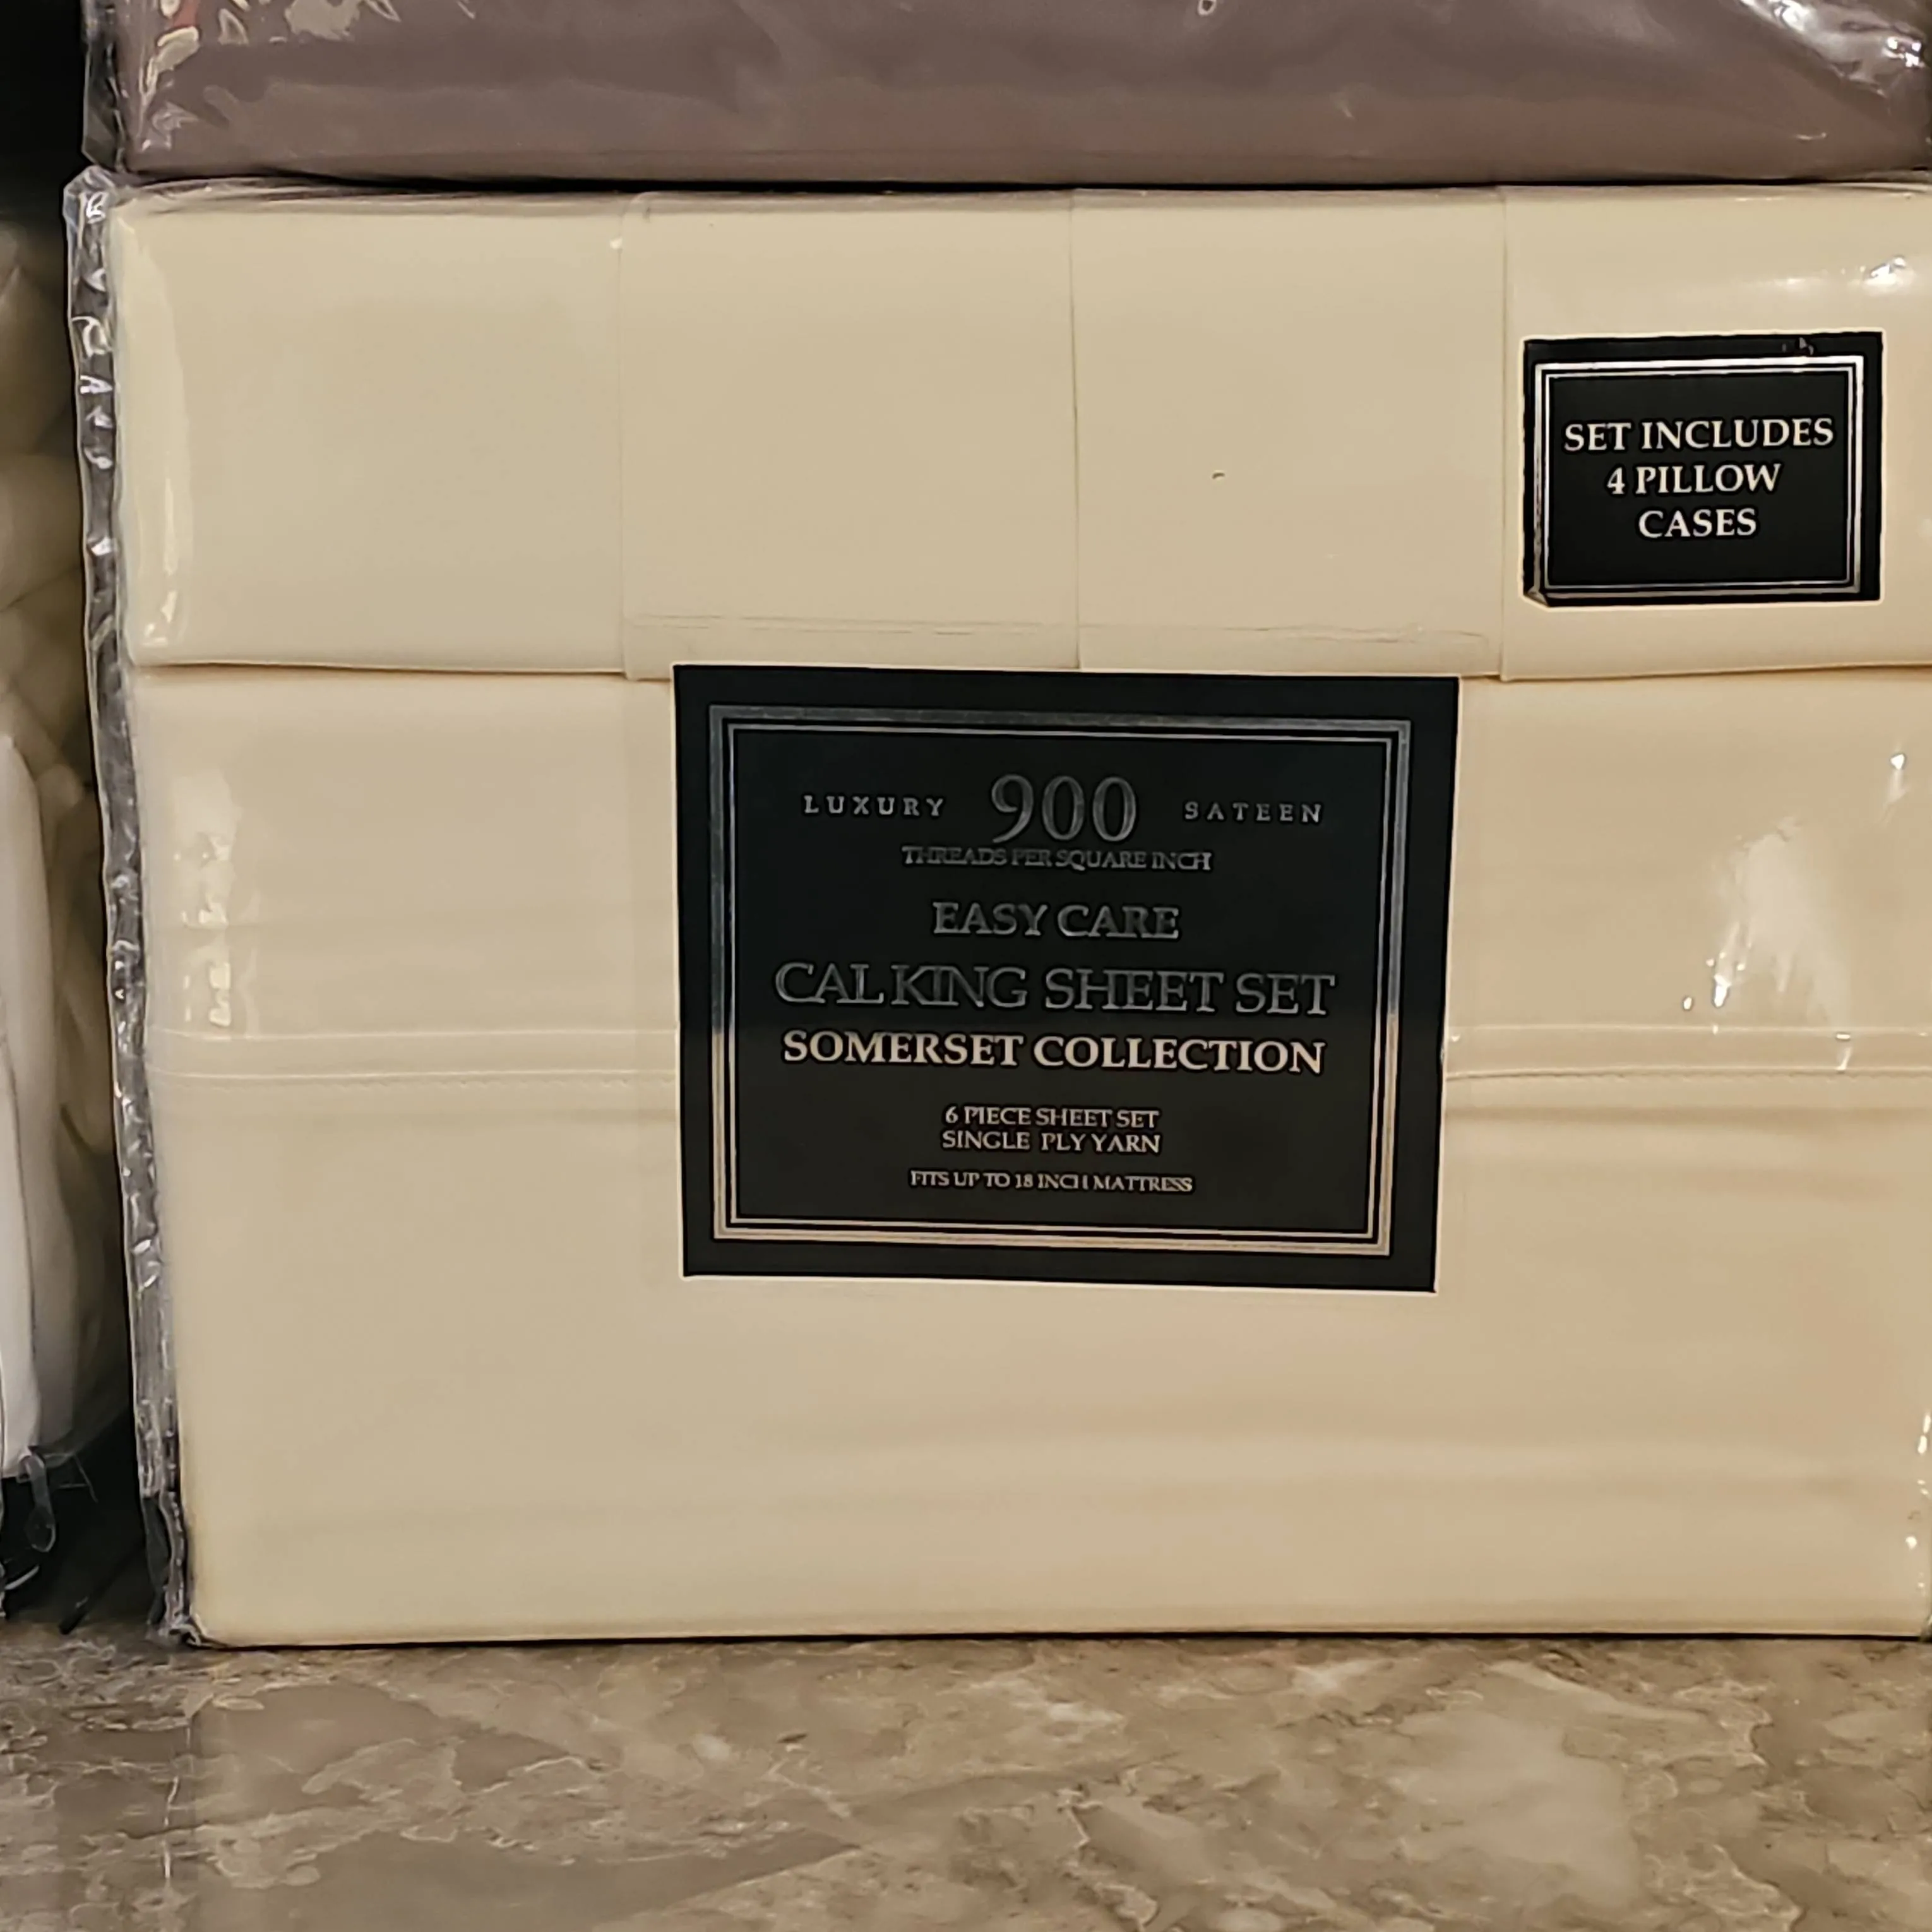 SET INCLUDES
4 PILLOW
CASES
LUXURY 900 SATEEN
THREADS PER SQUARE INCH
EASY CARE
CAL KING SHEET SET
SOMERSET COLLECTION
6 PIECE SHEET SET
SINGLE PLY YARN
FITS UP TO 18 INCH MATTRESS